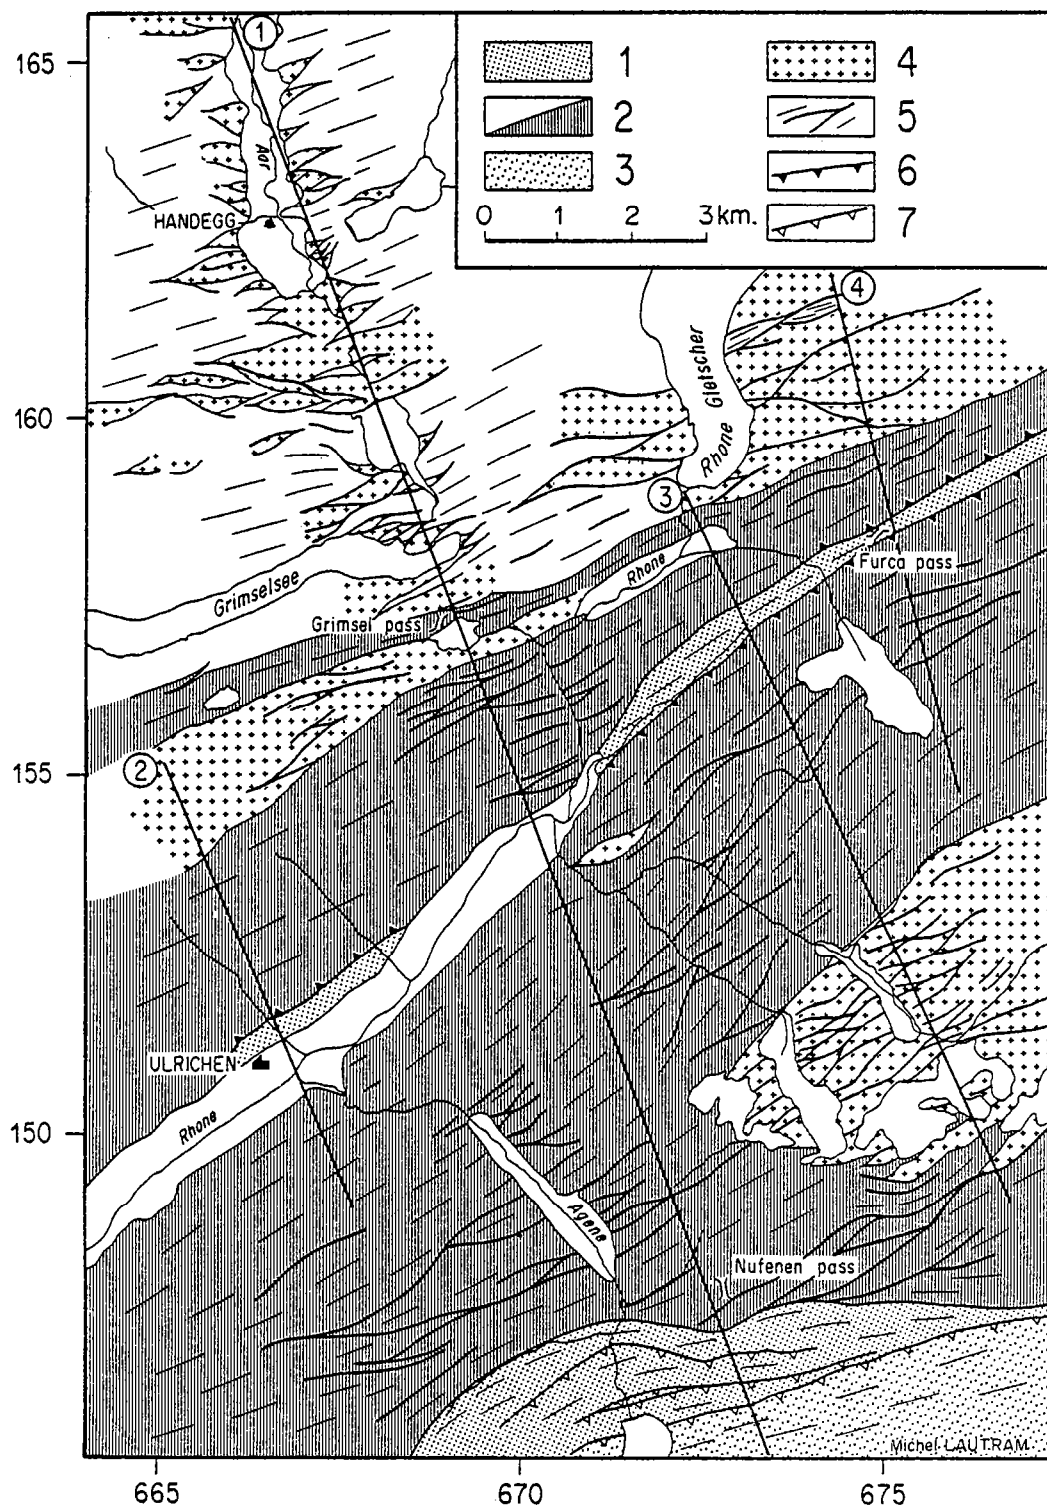 165
160
155
150
665
670
675
1
2
3
4
5
6
7
0 1 2 3 km.
1
4
3
2
Aar
HANDEGG
Gletscher
Rhone
Grimselsee
Grimsel pass
Rhone
Furca pass
ULRICHEN
Rhone
Agene
Nufenen pass
Michel LAUTRAM